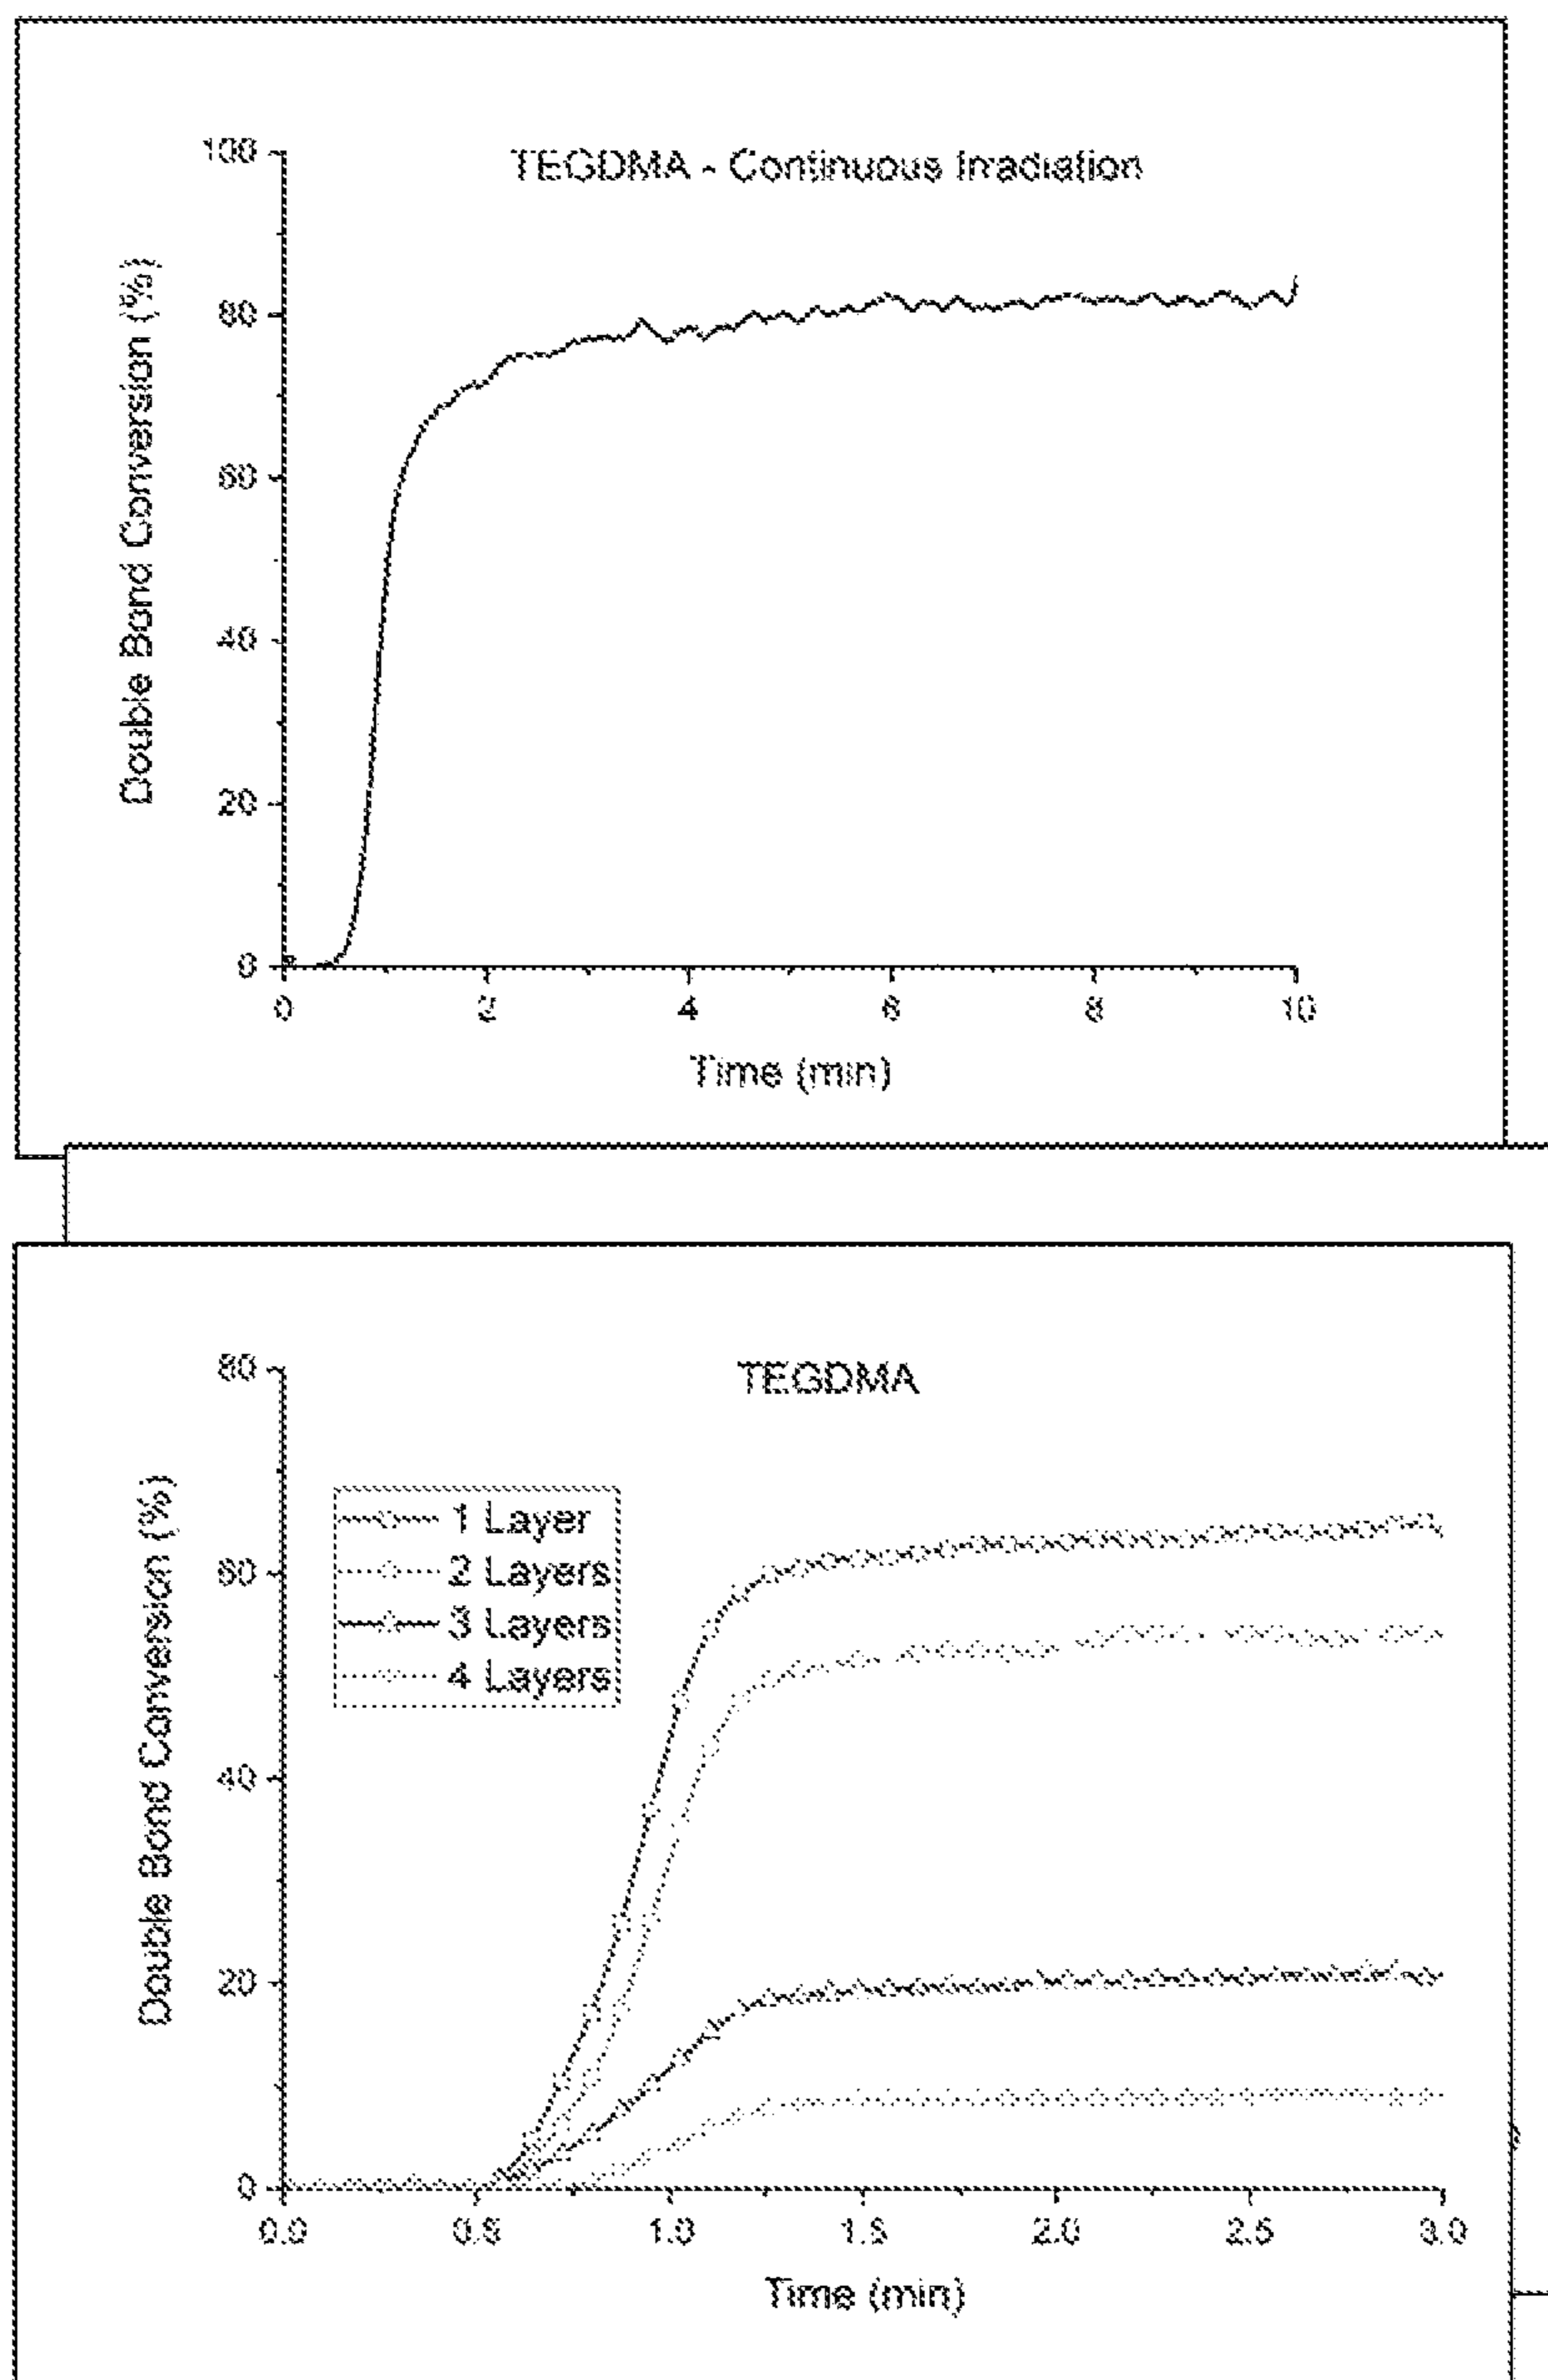 TEGDMA - Continuous Irradiation
Double Bond Conversion (%)
100
80
60
40
20
0
0 2 4 6 8 10
Time (min)
TEGDMA
Double Bond Conversion (%)
80
60
40
20
0
1 Layer
2 Layers
3 Layers
4 Layers
0.0 0.5 1.0 1.5 2.0 2.5 3.0
Time (min)